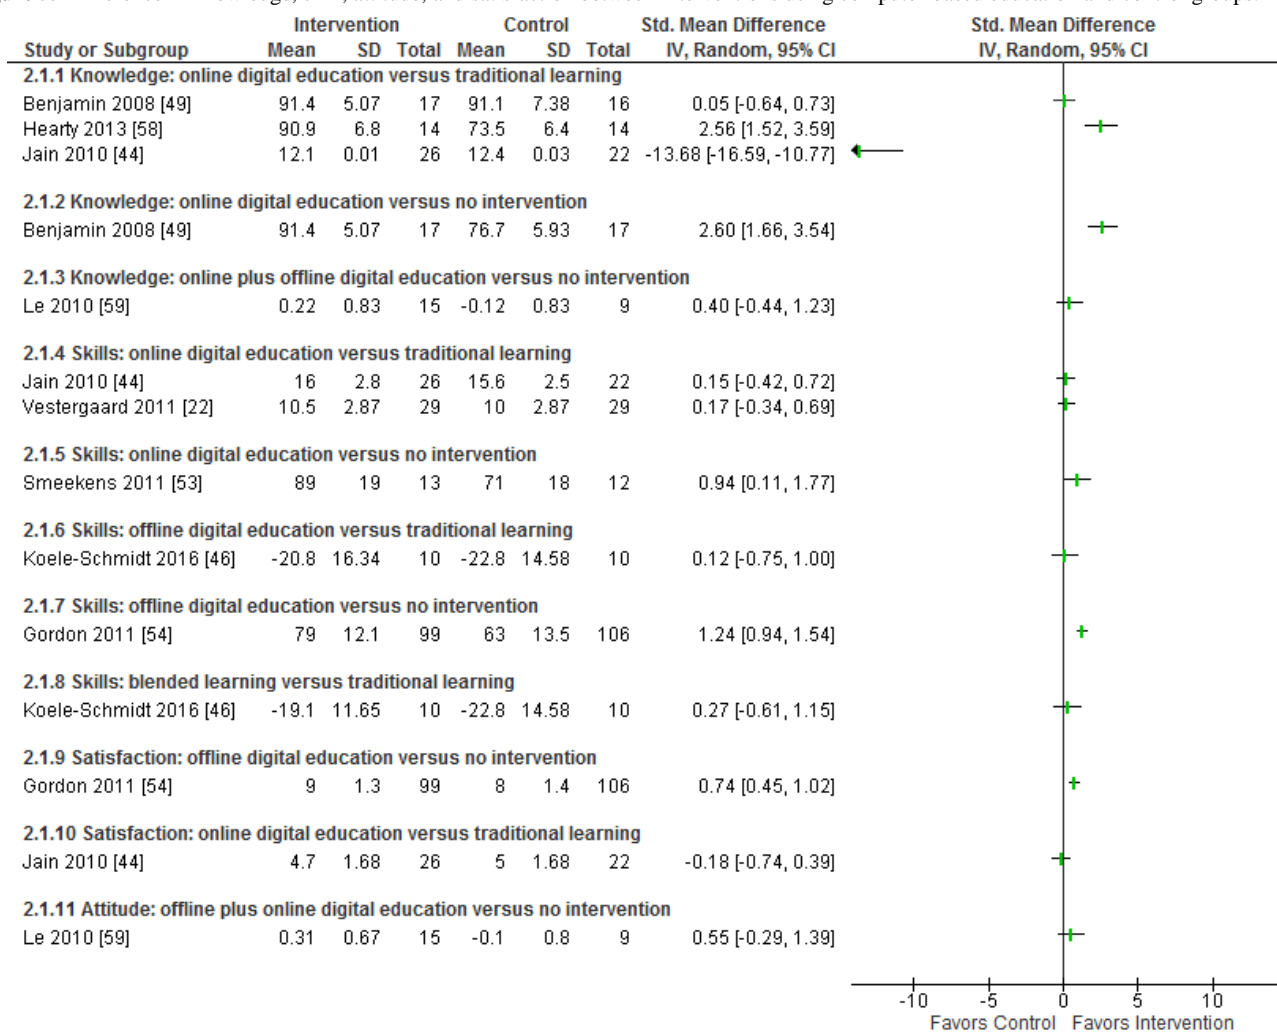 Intervention Control Std. Mean Difference Std. Mean Difference
Study or Subgroup Mean SD Total Mean SD Total IV, Random, 95% CI IV, Random, 95% CI
2.1.1 Knowledge: online digital education versus traditional learning
Benjamin 2008 [49] 91.4 5.07 17 91.1 7.38 16 0.05 [-0.64, 0.73]
Hearty 2013 [58] 90.9 6.8 14 73.5 6.4 14 2.56 [1.52, 3.59]
Jain 2010 [44] 12.1 0.01 26 12.4 0.03 22 -13.68 [-16.59, -10.77]
2.1.2 Knowledge: online digital education versus no intervention
Benjamin 2008 [49] 91.4 5.07 17 76.7 5.93 17 2.60 [1.66, 3.54]
2.1.3 Knowledge: online plus offline digital education versus no intervention
Le 2010 [59] 0.22 0.83 15 -0.12 0.83 9 0.40 [-0.44, 1.23]
2.1.4 Skills: online digital education versus traditional learning
Jain 2010 [44] 16 2.8 26 15.6 2.5 22 0.15 [-0.42, 0.72]
Vestergaard 2011 [22] 10.5 2.87 29 10 2.87 29 0.17 [-0.34, 0.69]
2.1.5 Skills: online digital education versus no intervention
Smeekens 2011 [53] 89 19 13 71 18 12 0.94 [0.11, 1.77]
2.1.6 Skills: offline digital education versus traditional learning
Koele-Schmidt 2016 [46] -20.8 16.34 10 -22.8 14.58 10 0.12 [-0.75, 1.00]
2.1.7 Skills: offline digital education versus no intervention
Gordon 2011 [54] 79 12.1 99 63 13.5 106 1.24 [0.94, 1.54]
2.1.8 Skills: blended learning versus traditional learning
Koele-Schmidt 2016 [46] -19.1 11.65 10 -22.8 14.58 10 0.27 [-0.61, 1.15]
2.1.9 Satisfaction: offline digital education versus no intervention
Gordon 2011 [54] 9 1.3 99 8 1.4 106 0.74 [0.45, 1.02]
2.1.10 Satisfaction: online digital education versus traditional learning
Jain 2010 [44] 4.7 1.68 26 5 1.68 22 -0.18 [-0.74, 0.39]
2.1.11 Attitude: offline plus online digital education versus no intervention
Le 2010 [59] 0.31 0.67 15 -0.1 0.8 9 0.55 [-0.29, 1.39]
-10 -5 0 5 10
Favors Control Favors Intervention